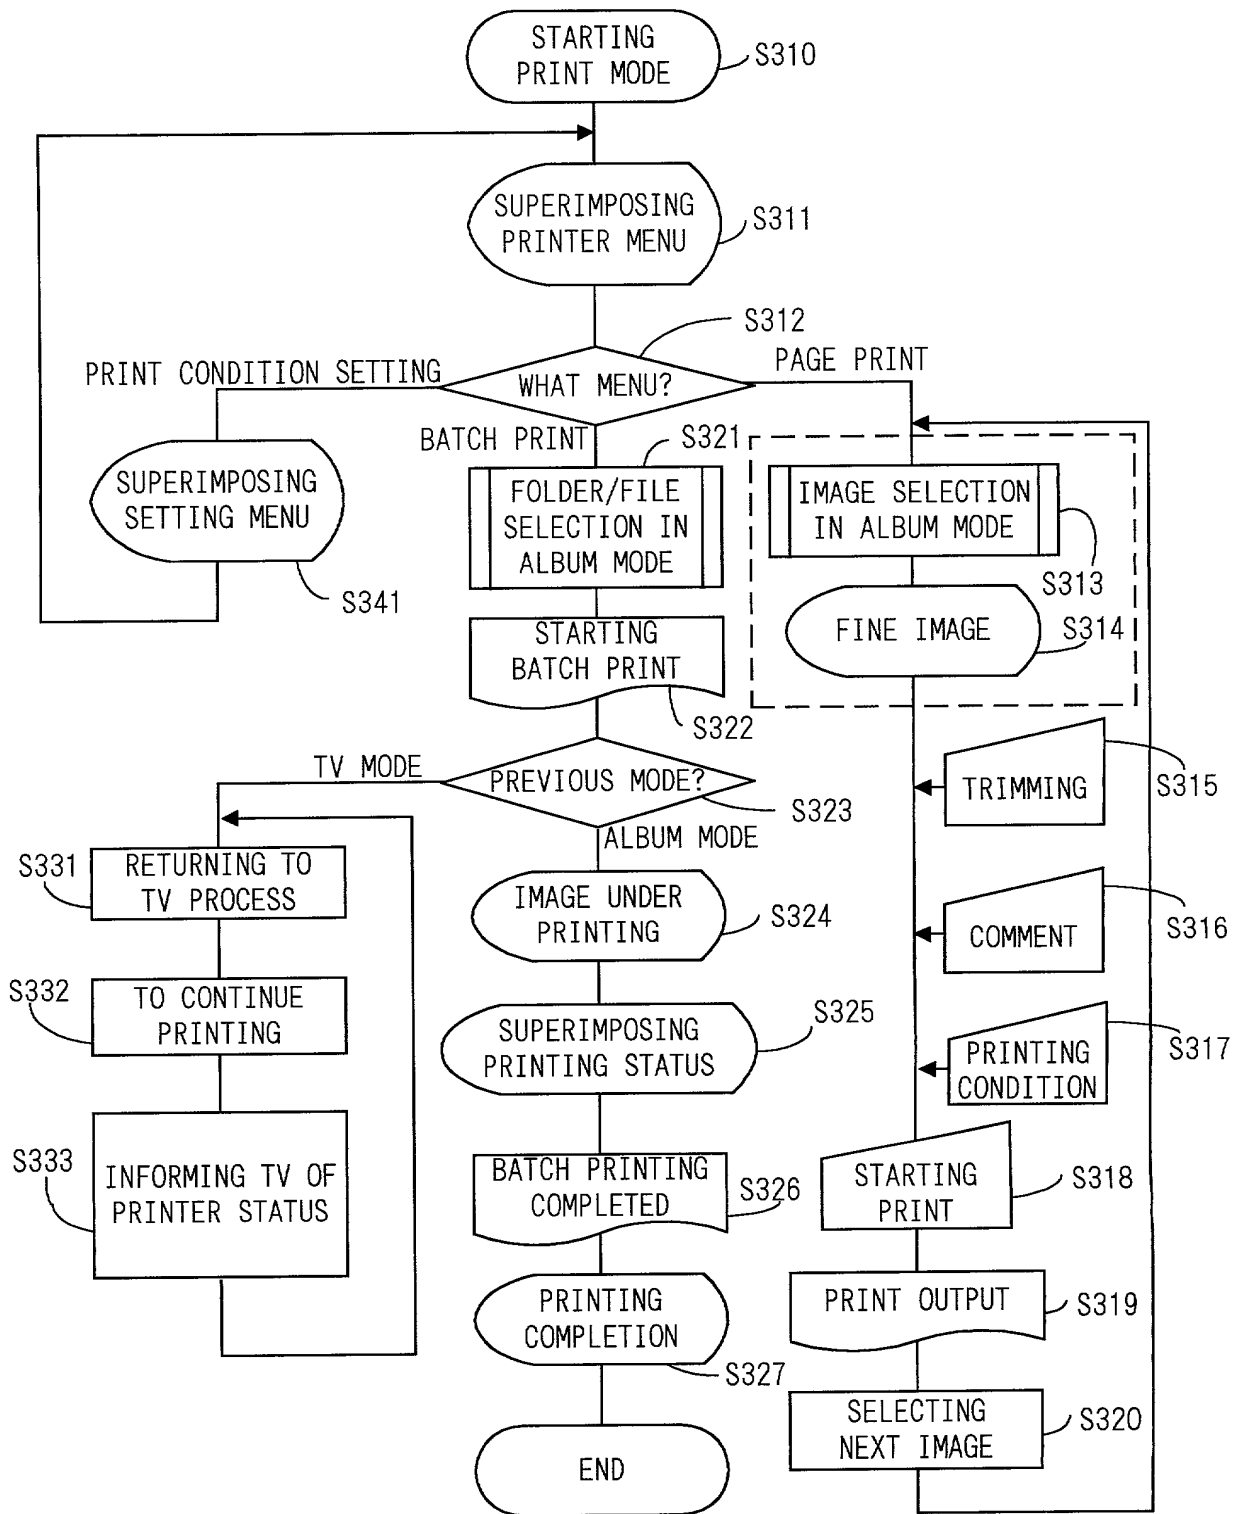 STARTING
PRINT MODE
S310
SUPERIMPOSING
PRINTER MENU
S311
S312
PRINT CONDITION SETTING
WHAT MENU?
PAGE PRINT
BATCH PRINT
S321
SUPERIMPOSING
SETTING MENU
S341
FOLDER/FILE
SELECTION IN
ALBUM MODE
IMAGE SELECTION
IN ALBUM MODE
S313
FINE IMAGE
S314
STARTING
BATCH PRINT
S322
TV MODE
PREVIOUS MODE?
S323
ALBUM MODE
TRIMMING
S315
S331
RETURNING TO
TV PROCESS
IMAGE UNDER
PRINTING
S324
COMMENT
S316
S332
TO CONTINUE
PRINTING
SUPERIMPOSING
PRINTING STATUS
S325
PRINTING
CONDITION
S317
S333
INFORMING TV OF
PRINTER STATUS
BATCH PRINTING
COMPLETED
S326
STARTING
PRINT
S318
PRINTING
COMPLETION
S327
PRINT OUTPUT
S319
SELECTING
NEXT IMAGE
S320
END